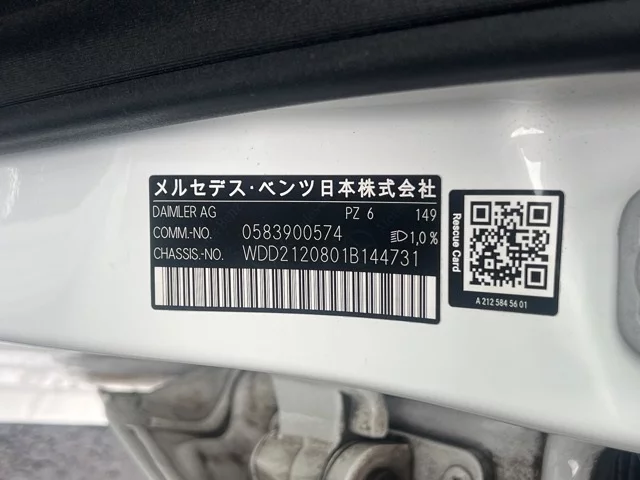 メルセデス・ベンツ日本株式会社
DAIMLER AG PZ 6 149
COMM.-NO. 0583900574 1,0%
CHASSIS.-NO. WDD2120801B144731
Rescue Card
A 212 584 56 01